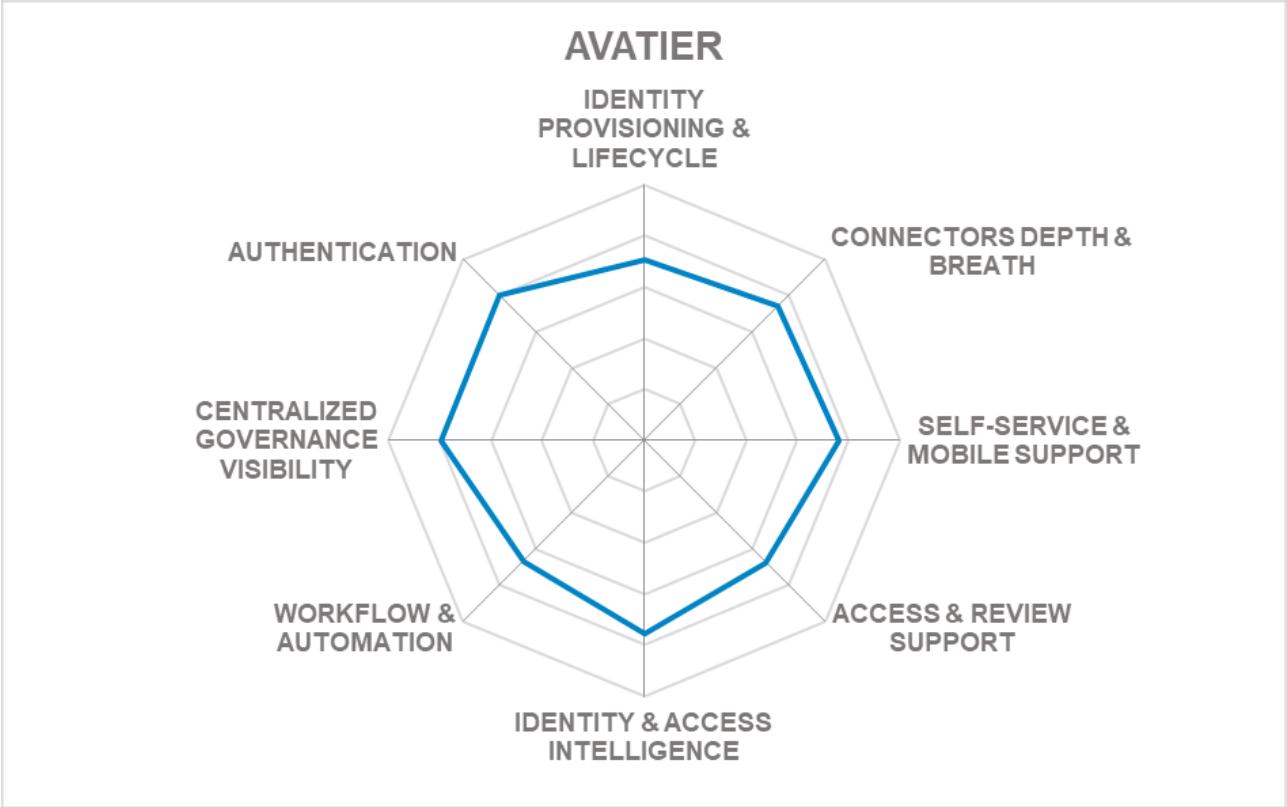 AVATIER
IDENTITY
PROVISIONING &
LIFECYCLE
CONNECTORS DEPTH &
BREATH
SELF-SERVICE &
MOBILE SUPPORT
ACCESS & REVIEW
SUPPORT
IDENTITY & ACCESS
INTELLIGENCE
WORKFLOW &
AUTOMATION
CENTRALIZED
GOVERNANCE
VISIBILITY
AUTHENTICATION